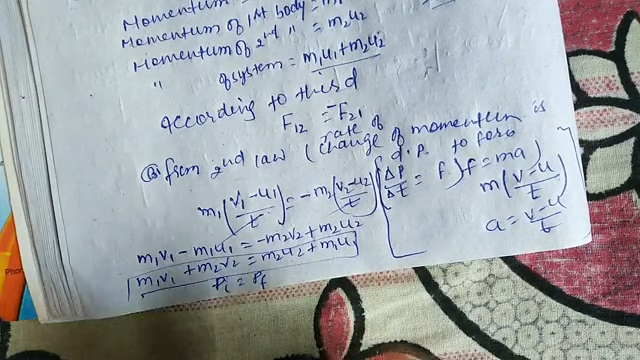 Momentum
Momentum of 1st body = m
Momentum of 2nd " = m2u2
" of system = m1u1+m2u2
According to third
F12 = -F21
from 2nd law ( rate of change of momentum is d.p. to force
m1(v1-u1/t) = -m2(v2-u2/t) (ΔP/Δt = F) f = ma
m(v-u/t)
a = v-u/t
m1v1 - m1u1 = -m2v2 + m2u2
m1v1 + m2v2 = m2u2 + m1u1
Pi = Pf